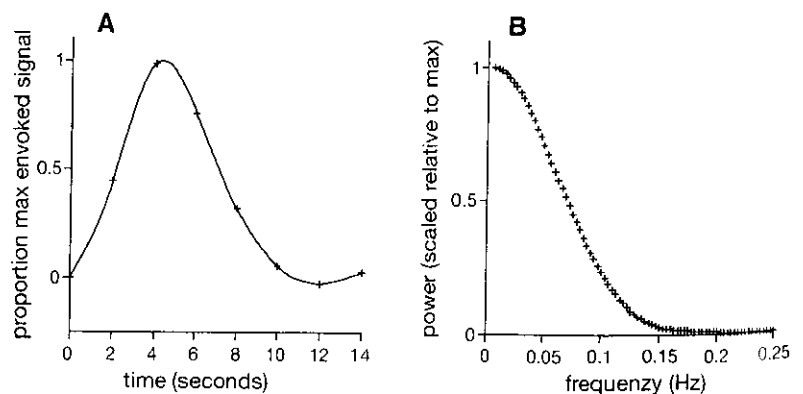 A
proportion max envoked signal
1
0.5
0
0 2 4 6 8 10 12 14
time (seconds)
B
power (scaled relative to max)
1
0.5
0
0 0.05 0.1 0.15 0.2 0.25
frequenzy (Hz)